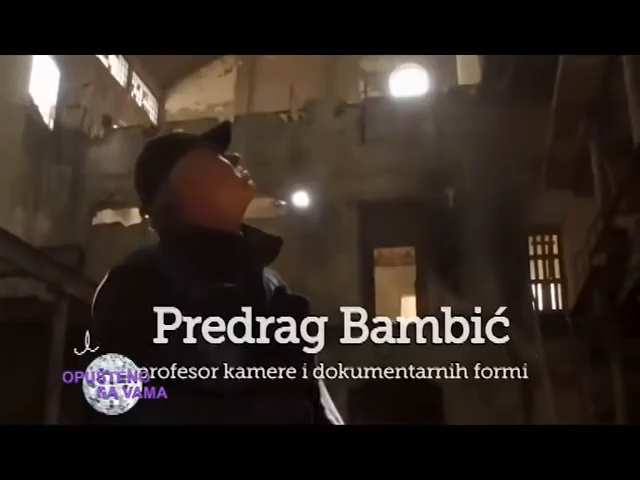 Predrag Bambić
profesor kamere i dokumentarnih formi
OPUŠTENO
SA VAMA